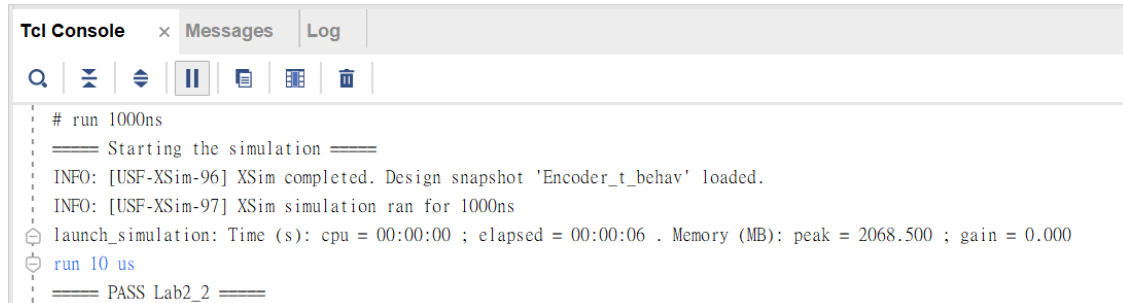 Tcl Console × Messages Log
# run 1000ns
===== Starting the simulation =====
INFO: [USF-XSim-96] XSim completed. Design snapshot 'Encoder_t_behav' loaded.
INFO: [USF-XSim-97] XSim simulation ran for 1000ns
launch_simulation: Time (s): cpu = 00:00:00 ; elapsed = 00:00:06 . Memory (MB): peak = 2068.500 ; gain = 0.000
run 10 us
===== PASS Lab2_2 =====